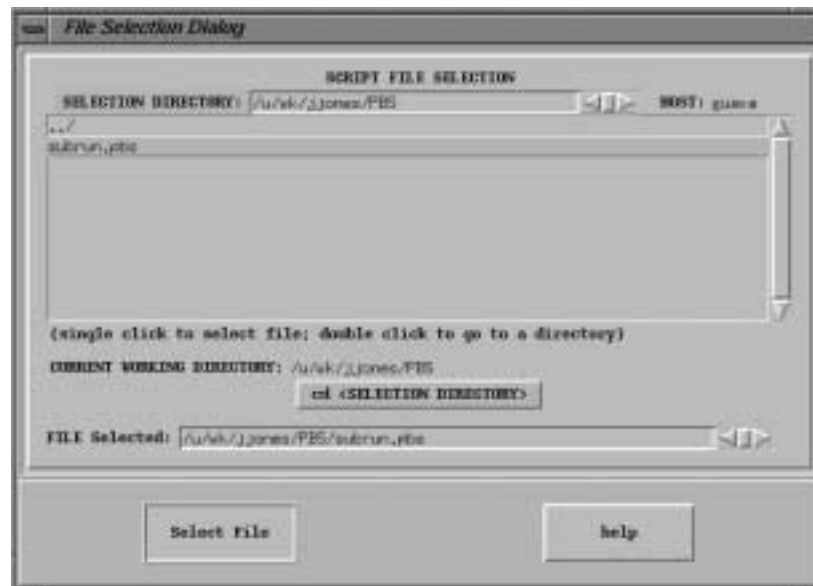 File Selection Dialog
SCRIPT FILE SELECTION
SELECTION DIRECTORY: /u/wk/jjones/PBS HOST: guava
../
subrun.pbs
(single click to select file; double click to go to a directory)
CURRENT WORKING DIRECTORY: /u/wk/jjones/PBS
cd <SELECTION DIRECTORY>
FILE Selected: /u/wk/jjones/PBS/subrun.pbs
Select File help